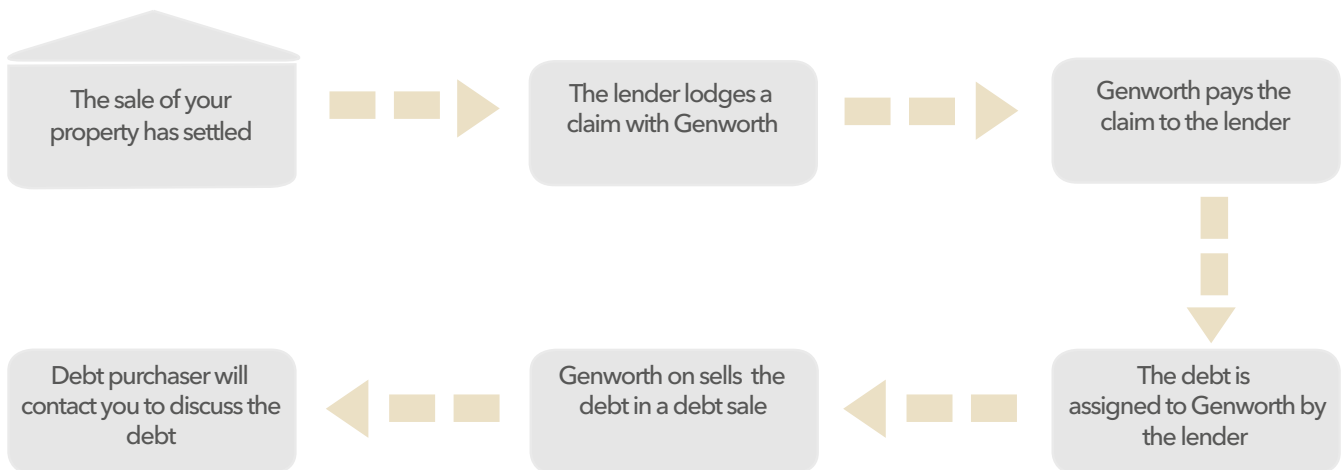 The sale of your
property has settled
The lender lodges a
claim with Genworth
Genworth pays the
claim to the lender
The debt is
assigned to Genworth by
the lender
Genworth on sells the
debt in a debt sale
Debt purchaser will
contact you to discuss the
debt